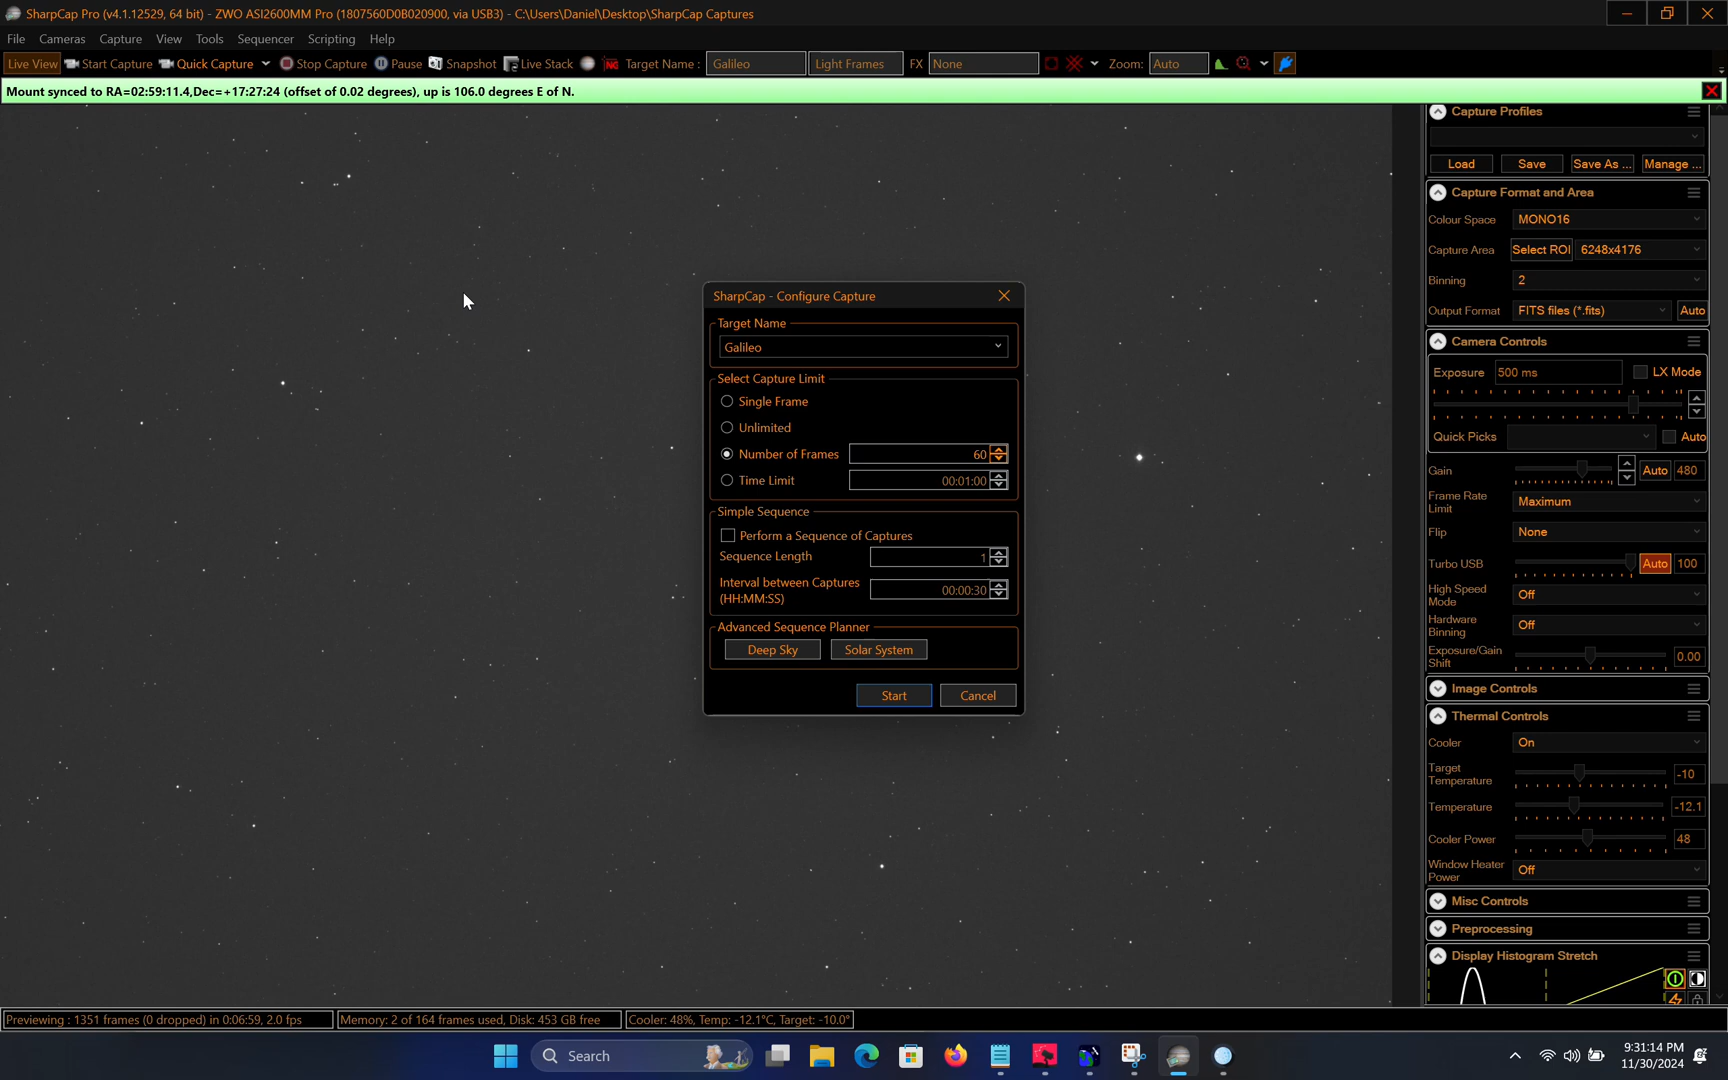 SharpCap Pro (v4.1.12529, 64 bit) - ZWO ASI2600MM Pro (1807560D0B020900, via USB3) - C:\Users\Daniel\Desktop\SharpCap Captures
File Cameras Capture View Tools Sequencer Scripting Help
Live View Start Capture Quick Capture Stop Capture Pause Snapshot Live Stack Target Name : Galileo Light Frames FX None Zoom: Auto
Mount synced to RA=02:59:11.4,Dec=+17:27:24 (offset of 0.02 degrees), up is 106.0 degrees E of N.
SharpCap - Configure Capture
Target Name
Galileo
Select Capture Limit
Single Frame
Unlimited
Number of Frames 60
Time Limit 00:01:00
Simple Sequence
Perform a Sequence of Captures
Sequence Length 1
Interval between Captures
(HH:MM:SS) 00:00:30
Advanced Sequence Planner
Deep Sky Solar System
Start Cancel
Capture Profiles
Load Save Save As ... Manage ...
Capture Format and Area
Colour Space MONO16
Capture Area Select ROI 6248x4176
Binning 2
Output Format FITS files (*.fits) Auto
Camera Controls
Exposure 500 ms LX Mode
Quick Picks Auto
Gain Auto 480
Frame Rate
Limit Maximum
Flip None
Turbo USB Auto 100
High Speed
Mode Off
Hardware
Binning Off
Exposure/Gain
Shift 0.00
Image Controls
Thermal Controls
Cooler On
Target
Temperature -10
Temperature -12.1
Cooler Power 48
Window Heater
Power Off
Misc Controls
Preprocessing
Display Histogram Stretch
Previewing : 1351 frames (0 dropped) in 0:06:59, 2.0 fps Memory: 2 of 164 frames used, Disk: 453 GB free Cooler: 48%, Temp: -12.1°C, Target: -10.0°
Search
9:31:14 PM
11/30/2024